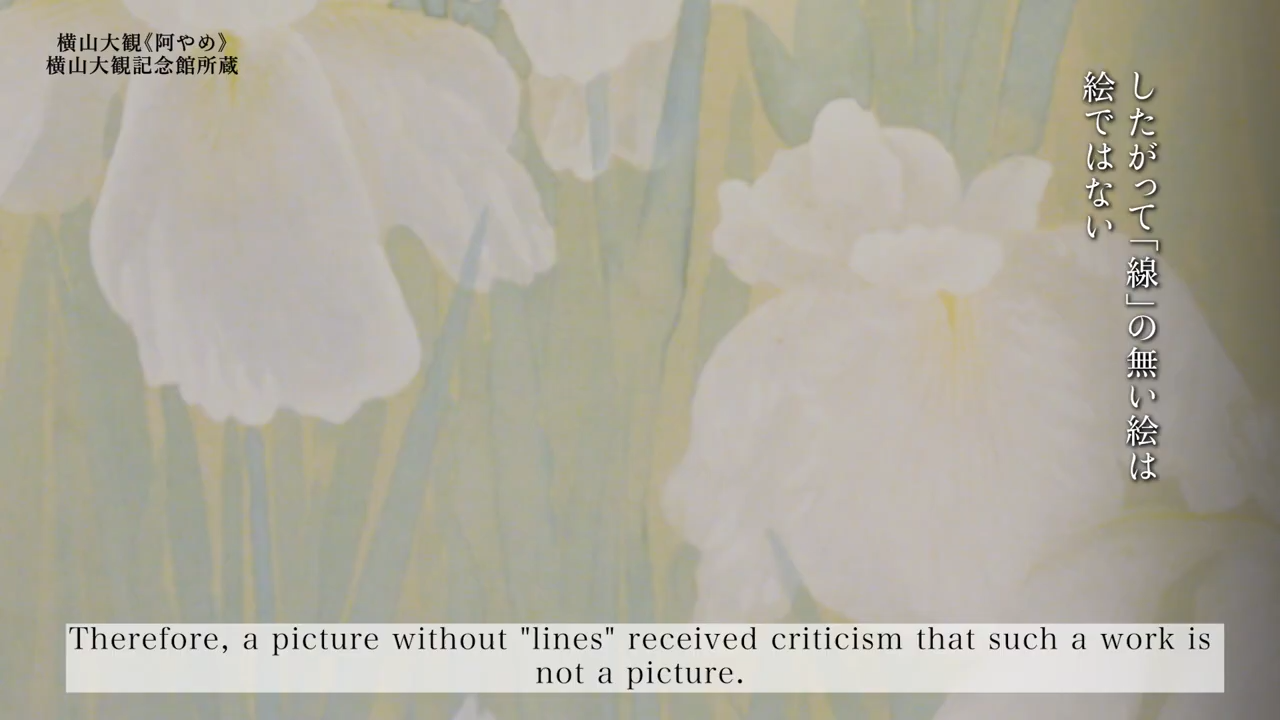 横山大観《阿やめ》
横山大観記念館所蔵
したがって「線」の無い絵は
絵ではない
Therefore, a picture without "lines" received criticism that such a work is
not a picture.